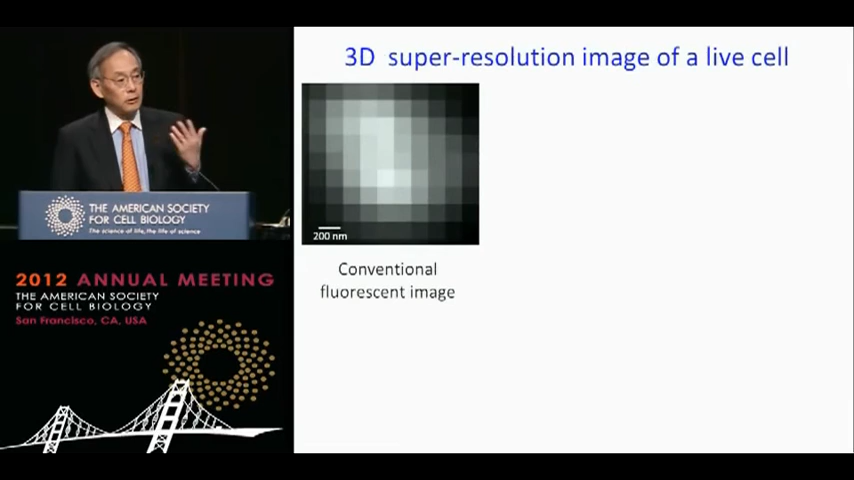 3D super-resolution image of a live cell
200 nm
Conventional
fluorescent image
THE AMERICAN SOCIETY
FOR CELL BIOLOGY
The science of life, the life of science
2012 ANNUAL MEETING
THE AMERICAN SOCIETY
FOR CELL BIOLOGY
San Francisco, CA, USA